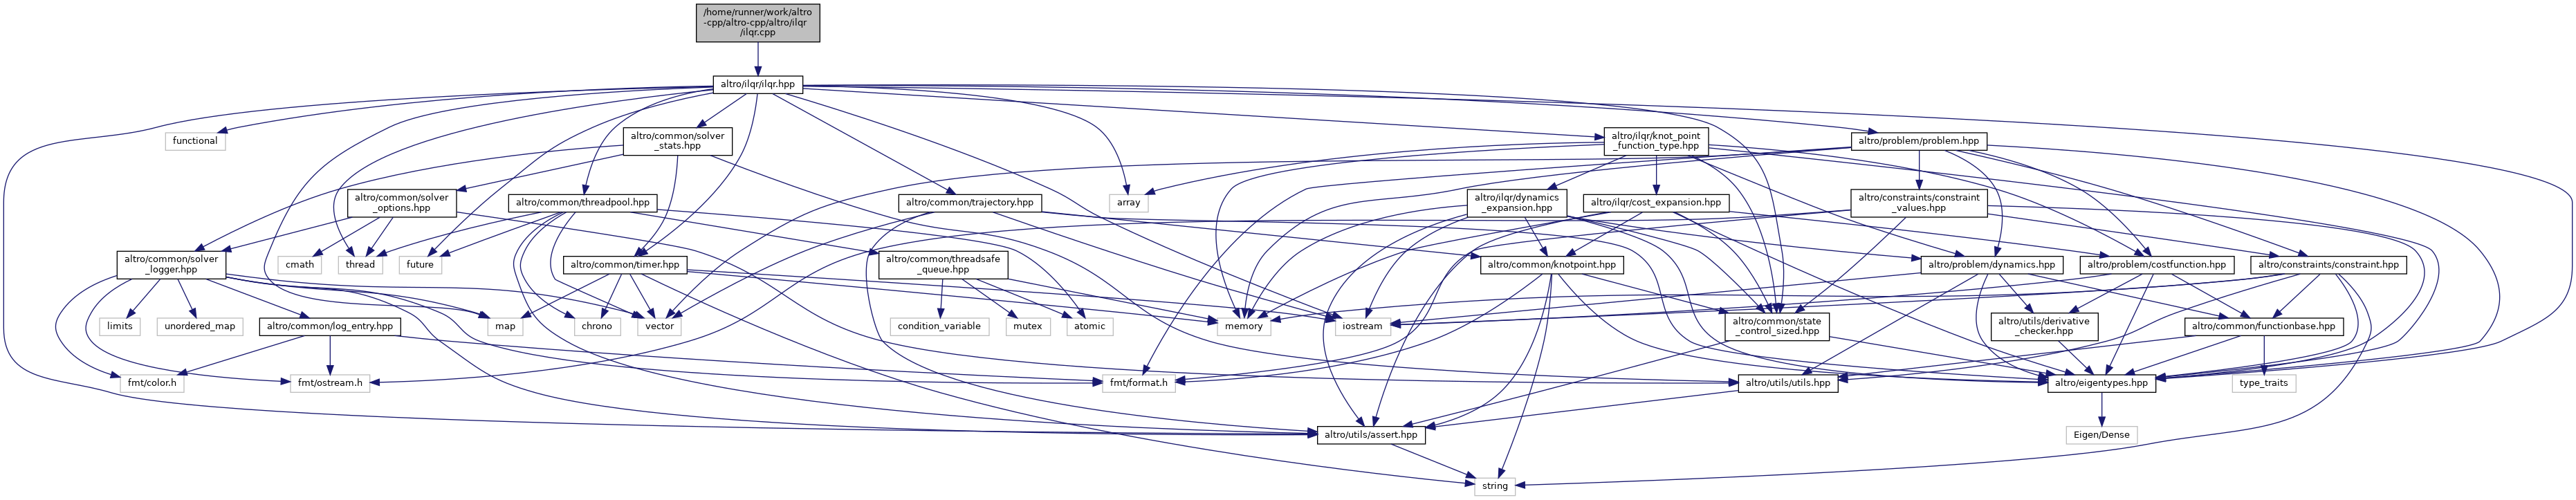 /home/runner/work/altro
-cpp/altro-cpp/altro/ilqr
/ilqr.cpp
altro/ilqr/ilqr.hpp
functional
altro/common/solver
_stats.hpp
altro/ilqr/knot_point
_function_type.hpp
altro/problem/problem.hpp
altro/common/solver
_options.hpp
altro/common/threadpool.hpp
altro/common/trajectory.hpp
array
altro/ilqr/dynamics
_expansion.hpp
altro/ilqr/cost_expansion.hpp
altro/constraints/constraint
_values.hpp
altro/common/solver
_logger.hpp
cmath
thread
future
altro/common/timer.hpp
altro/common/threadsafe
_queue.hpp
altro/common/knotpoint.hpp
altro/problem/dynamics.hpp
altro/problem/costfunction.hpp
altro/constraints/constraint.hpp
limits
unordered_map
altro/common/log_entry.hpp
map
chrono
vector
condition_variable
mutex
atomic
memory
iostream
altro/common/state
_control_sized.hpp
altro/utils/derivative
_checker.hpp
altro/common/functionbase.hpp
fmt/color.h
fmt/ostream.h
fmt/format.h
altro/utils/utils.hpp
altro/eigentypes.hpp
type_traits
altro/utils/assert.hpp
Eigen/Dense
string